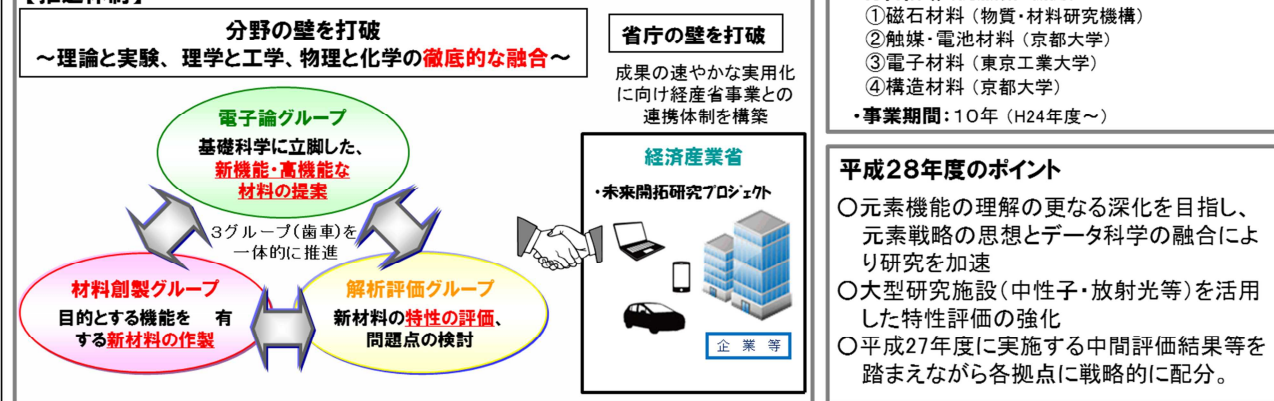 【推進体制】
分野の壁を打破
～理論と実験、理学と工学、物理と化学の徹底的な融合～
電子論グループ
基礎科学に立脚した、
新機能・高機能な
材料の提案
3グループ(歯車)を
一体的に推進
材料創製グループ
目的とする機能を　有
する新材料の作製
解析評価グループ
新材料の特性の評価、
問題点の検討
省庁の壁を打破
成果の速やかな実用化
に向け経産省事業との
連携体制を構築
経済産業省
・未来開拓研究プロジェクト
企業等
①磁石材料（物質・材料研究機構）
②触媒・電池材料（京都大学）
③電子材料（東京工業大学）
④構造材料（京都大学）
・事業期間：10年（H24年度～）
平成28年度のポイント
○元素機能の理解の更なる深化を目指し、
元素戦略の思想とデータ科学の融合によ
り研究を加速
○大型研究施設（中性子・放射光等）を活用
した特性評価の強化
○平成27年度に実施する中間評価結果等を
踏まえながら各拠点に戦略的に配分。